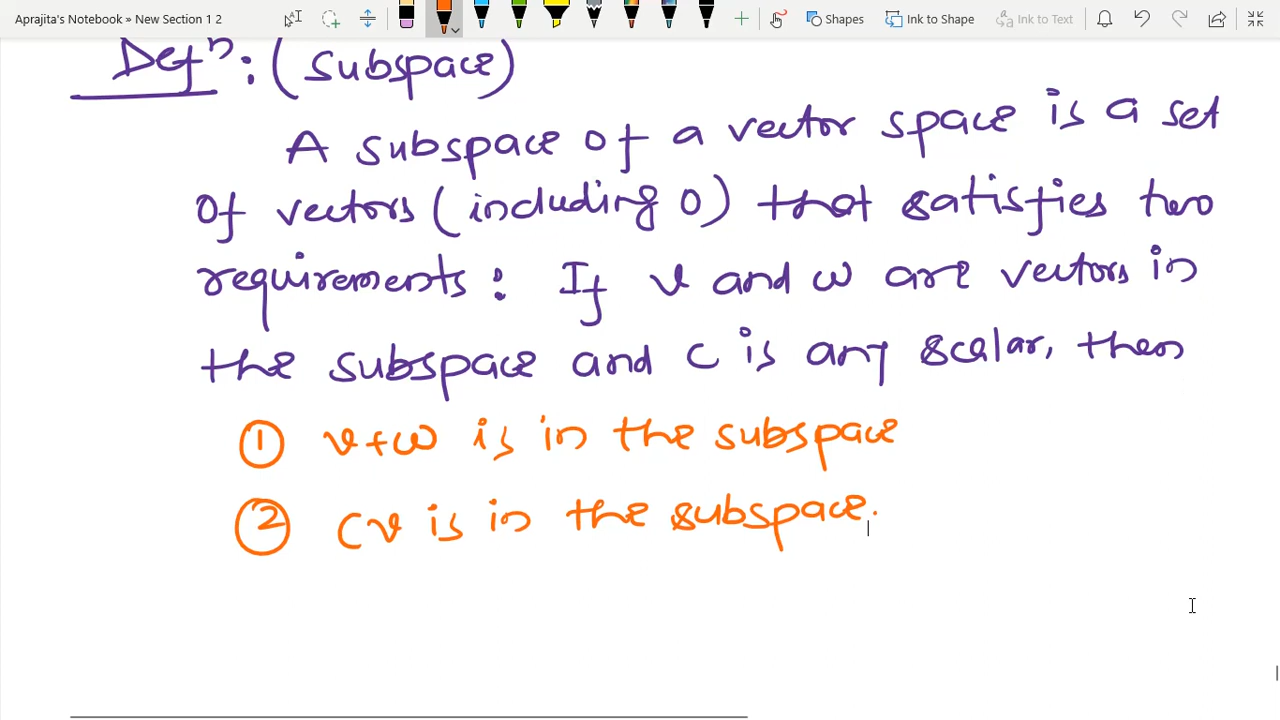 Aprajita's Notebook » New Section 1 2
Shapes
Ink to Shape
Ink to Text
Defⁿ: (Subspace)
A subspace of a vector space is a set
of vectors (including 0) that satisfies two
requirements: If v and w are vectors in
the subspace and c is any scalar, then
① v+w is in the subspace
② cv is in the subspace.